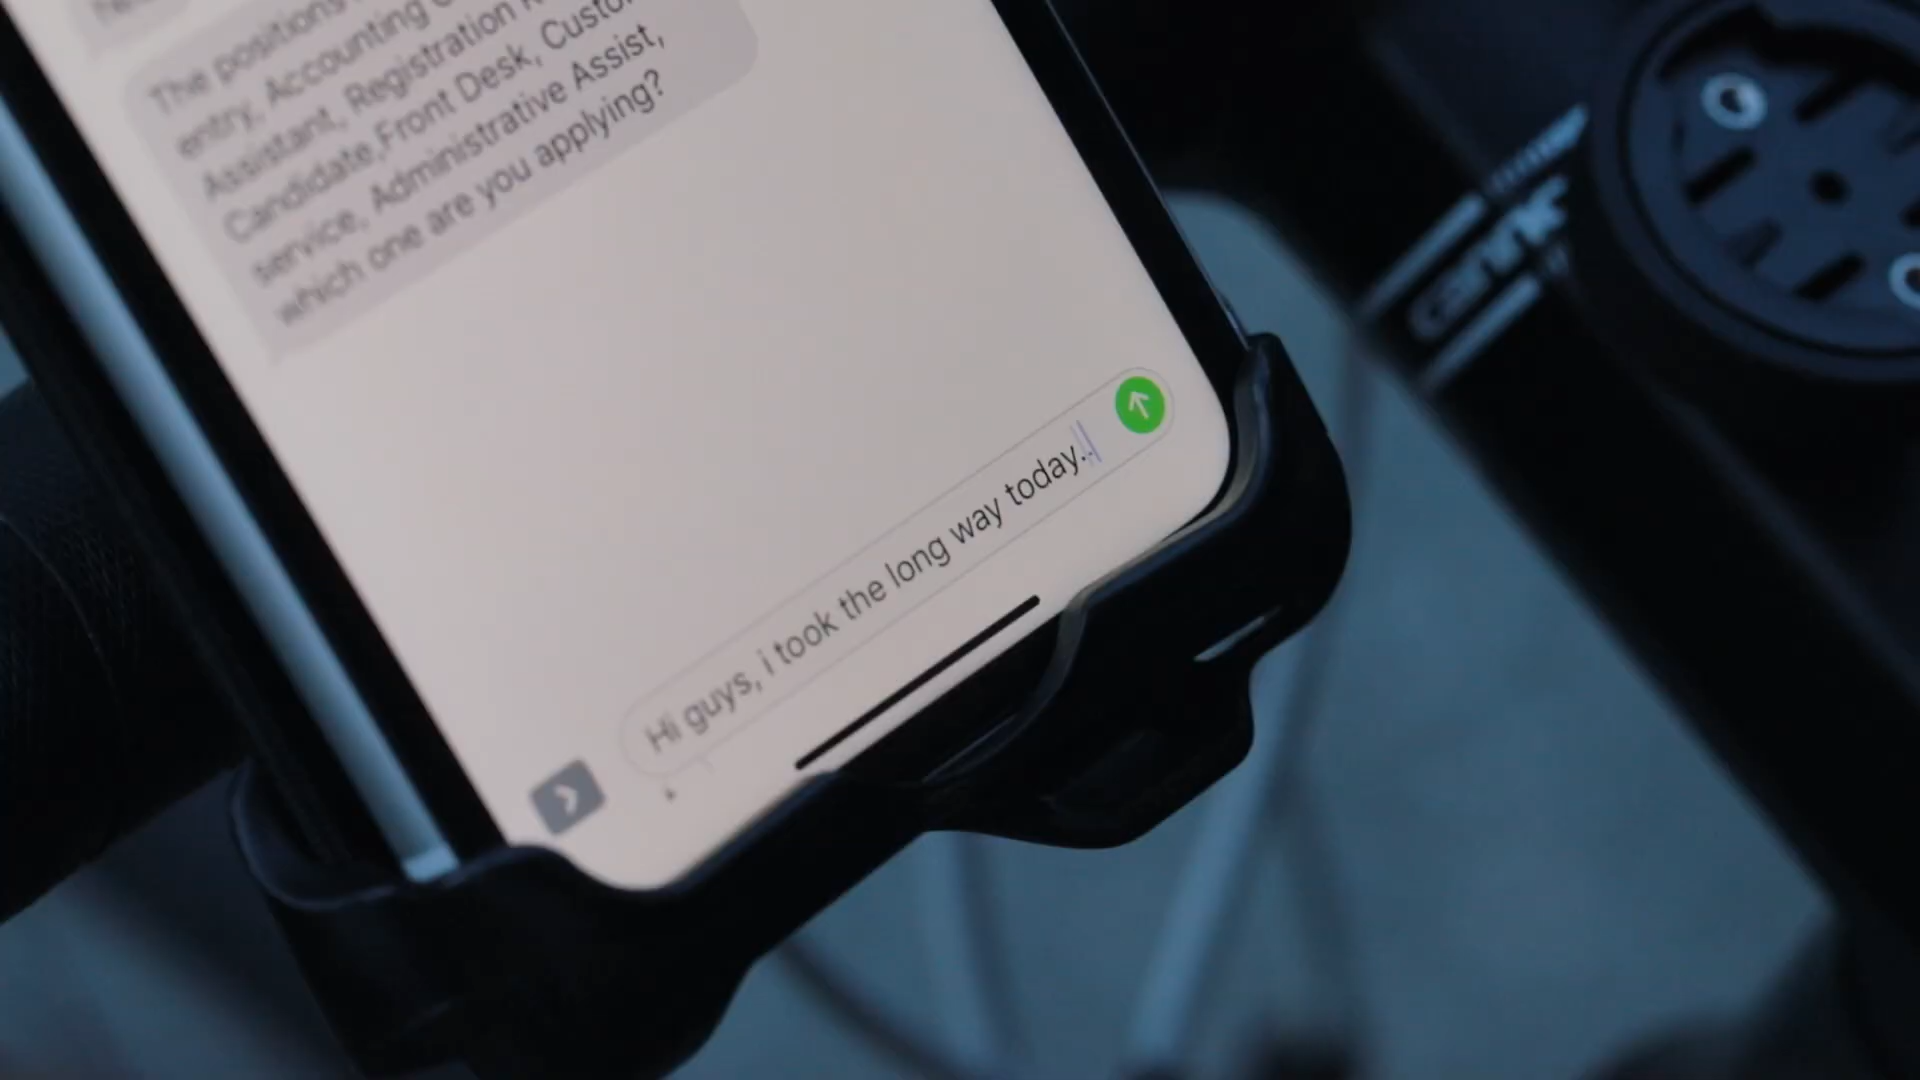 The positions
entry, Accounting
Assistant, Registration
Candidate,Front Desk, Custo
service, Administrative Assist,
which one are you applying?
Hi guys, i took the long way today..